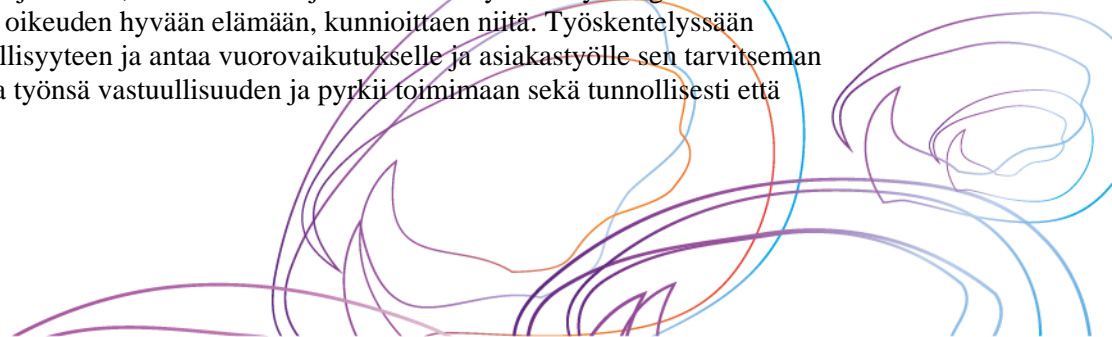 oikeuden hyvään elämään, kunnioittaen niitä. Työskentelyssään
llisyyteen ja antaa vuorovaikutukselle ja asiakastyölle sen tarvitseman
a työnsä vastuullisuuden ja pyrkii toimimaan sekä tunnollisesti että